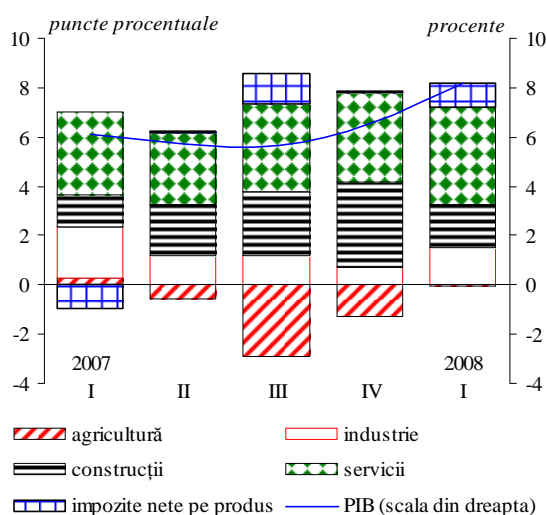 puncte procentuale procente
10 10
8 8
6 6
4 4
2 2
0 0
-2 -2
2007 2008
-4 I II III IV I -4
agricultură industrie
construcții servicii
impozite nete pe produs PIB (scala din dreapta)